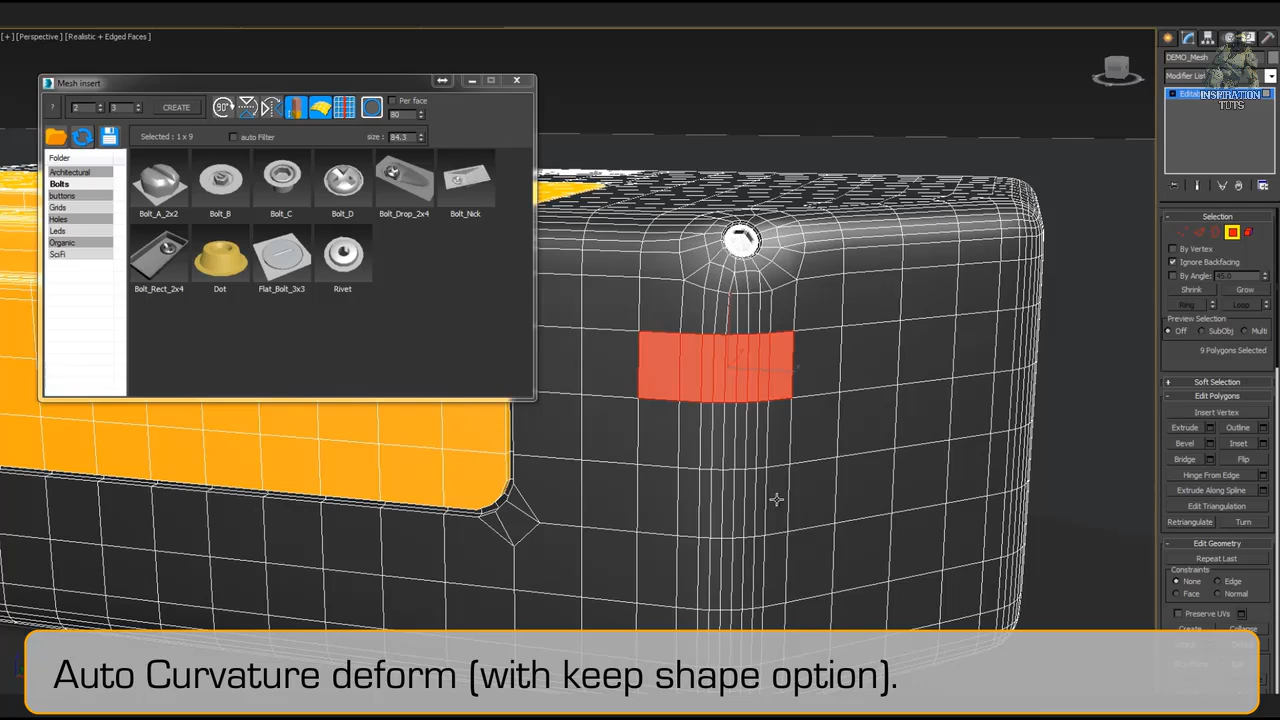 [+] [Perspective] [Realistic + Edged Faces]
Mesh insert
? 2 3 CREATE 90° Per face
80
Selected : 1 x 9 auto Filter size : 84.3
Folder
Architectural
Bolts
buttons
Grids
Holes
Leds
Organic
SciFi
Bolt_A_2x2 Bolt_B Bolt_C Bolt_D Bolt_Drop_2x4 Bolt_Nick
Bolt_Rect_2x4 Dot Flat_Bolt_3x3 Rivet
DEMO_Mesh
Modifier List
INSPIRATION
TUTS
Selection
By Vertex
Ignore Backfacing
By Angle: 45.0
Shrink Grow
Ring Loop
Preview Selection
Off SubObj Multi
9 Polygons Selected
Soft Selection
Edit Polygons
Insert Vertex
Extrude Outline
Bevel Inset
Bridge Flip
Hinge From Edge
Extrude Along Spline
Edit Triangulation
Retriangulate Turn
Edit Geometry
Repeat Last
Constraints
None Edge
Face Normal
Preserve UVs
Create Collapse
Auto Curvature deform (with keep shape option).